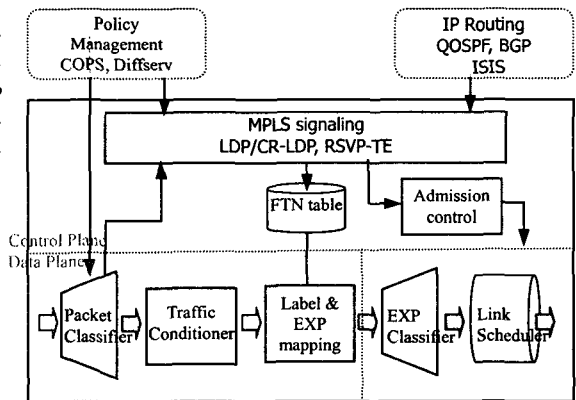 Policy
Management
COPS, Diffserv
IP Routing
QOSPF, BGP
ISIS
MPLS signaling
LDP/CR-LDP, RSVP-TE
FTN table
Admission
control
Control Plane
Data Plane
Packet
Classifier
Traffic
Conditioner
Label &
EXP
mapping
EXP
Classifier
Link
Scheduler